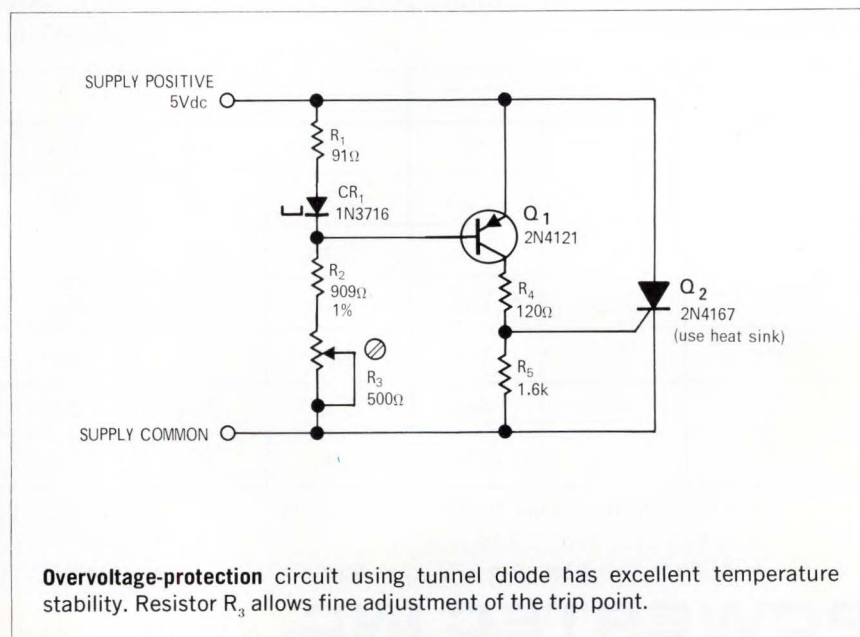 SUPPLY POSITIVE
5Vdc
R₁
91Ω
CR₁
1N3716
Q₁
2N4121
R₂
909Ω
1%
R₄
120Ω
Q₂
2N4167
(use heat sink)
R₃
500Ω
R₅
1.6k
SUPPLY COMMON
Overvoltage-protection circuit using tunnel diode has excellent temperature
stability. Resistor R₃ allows fine adjustment of the trip point.